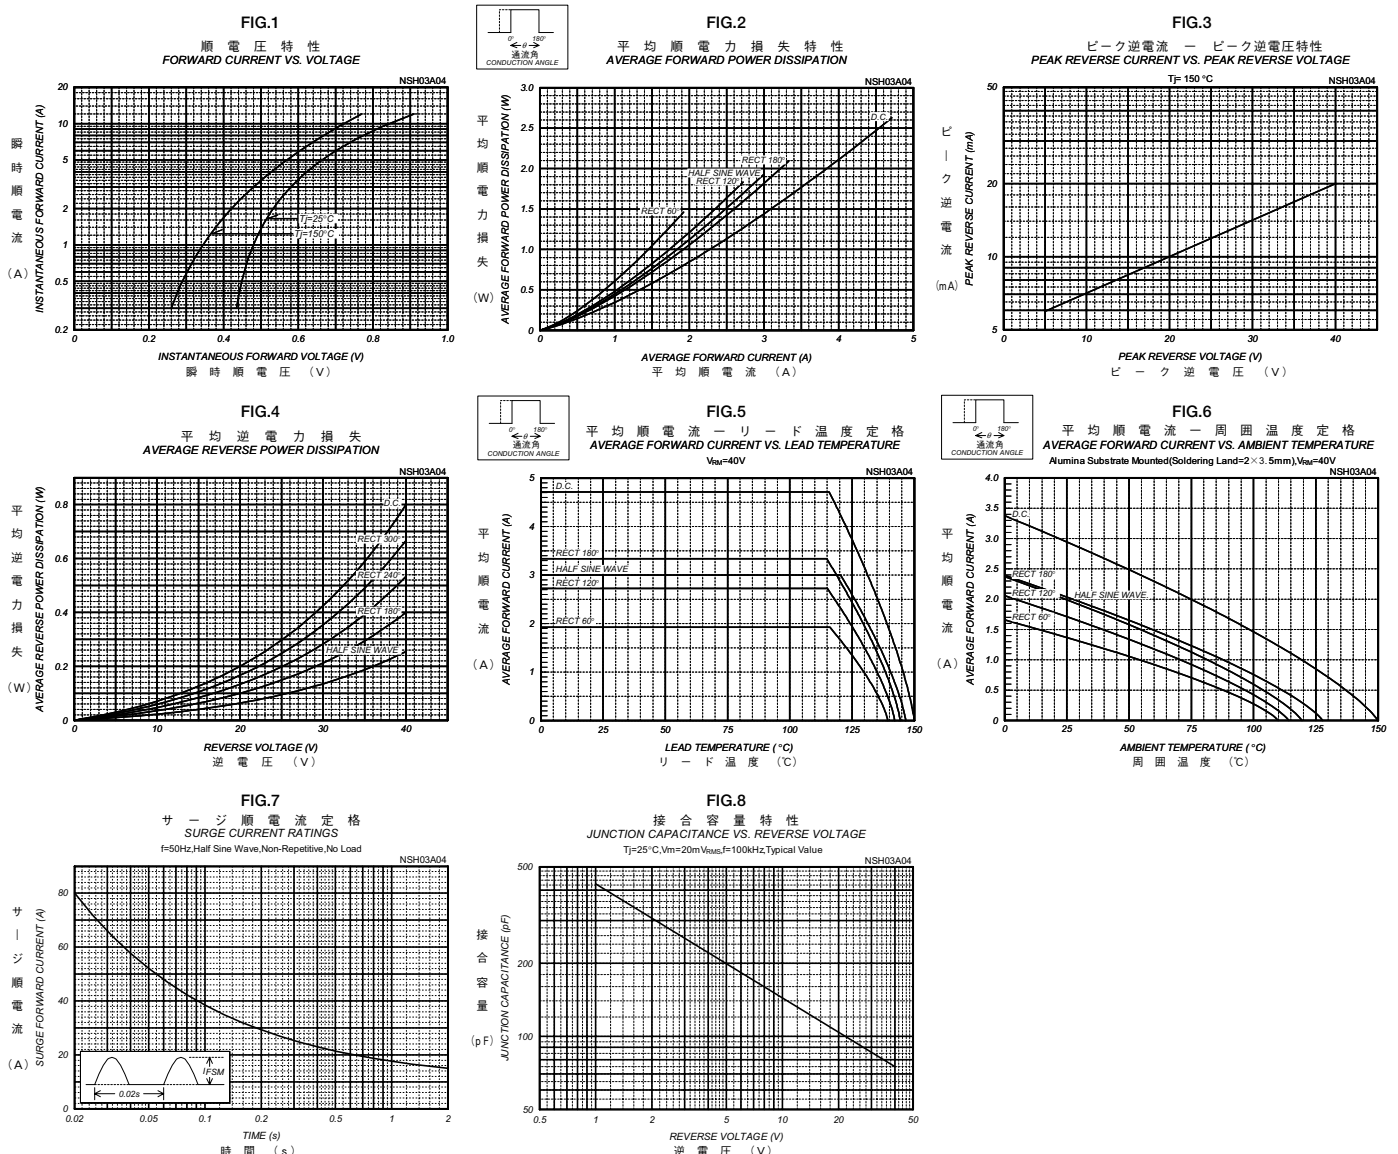 FIG.1
順電圧特性
FORWARD CURRENT VS. VOLTAGE
NSH03A04
瞬時順電流 (A)
INSTANTANEOUS FORWARD CURRENT (A)
20
10
5
2
1
0.5
0.2
Tj=25°C
Tj=150°C
0 0.2 0.4 0.6 0.8 1.0
INSTANTANEOUS FORWARD VOLTAGE (V)
瞬時順電圧 (V)
0° 180°
θ
通流角
CONDUCTION ANGLE
FIG.2
平均順電力損失特性
AVERAGE FORWARD POWER DISSIPATION
NSH03A04
平均順電力損失 (W)
AVERAGE FORWARD POWER DISSIPATION (W)
3.0
2.5
2.0
1.5
1.0
0.5
0
D.C.
RECT 180°
HALF SINE WAVE
RECT 120°
RECT 60°
0 1 2 3 4 5
AVERAGE FORWARD CURRENT (A)
平均順電流 (A)
FIG.3
ピーク逆電流 ー ピーク逆電圧特性
PEAK REVERSE CURRENT VS. PEAK REVERSE VOLTAGE
Tj= 150 °C
NSH03A04
ピーク逆電流 (mA)
PEAK REVERSE CURRENT (mA)
50
20
10
5
0 10 20 30 40
PEAK REVERSE VOLTAGE (V)
ピーク逆電圧 (V)
FIG.4
平均逆電力損失
AVERAGE REVERSE POWER DISSIPATION
NSH03A04
平均逆電力損失 (W)
AVERAGE REVERSE POWER DISSIPATION (W)
0.8
0.6
0.4
0.2
0
D.C.
RECT 300°
RECT 240°
RECT 180°
HALF SINE WAVE
0 10 20 30 40
REVERSE VOLTAGE (V)
逆電圧 (V)
0° 180°
θ
通流角
CONDUCTION ANGLE
FIG.5
平均順電流ーリード温度定格
AVERAGE FORWARD CURRENT VS. LEAD TEMPERATURE
VRM=40V
NSH03A04
平均順電流 (A)
AVERAGE FORWARD CURRENT (A)
5
4
3
2
1
0
D.C.
RECT 180°
HALF SINE WAVE
RECT 120°
RECT 60°
0 25 50 75 100 125 150
LEAD TEMPERATURE (°C)
リード温度 (℃)
0° 180°
θ
通流角
CONDUCTION ANGLE
FIG.6
平均順電流ー周囲温度定格
AVERAGE FORWARD CURRENT VS. AMBIENT TEMPERATURE
Alumina Substrate Mounted(Soldering Land=2×3.5mm),VRM=40V
NSH03A04
平均順電流 (A)
AVERAGE FORWARD CURRENT (A)
4.0
3.5
3.0
2.5
2.0
1.5
1.0
0.5
0
D.C.
RECT 180°
RECT 120°
HALF SINE WAVE
RECT 60°
0 25 50 75 100 125 150
AMBIENT TEMPERATURE (°C)
周囲温度 (℃)
FIG.7
サージ順電流定格
SURGE CURRENT RATINGS
f=50Hz,Half Sine Wave,Non-Repetitive,No Load
NSH03A04
サージ順電流 (A)
SURGE FORWARD CURRENT (A)
80
60
40
20
0
IFSM
0.02s
0.02 0.05 0.1 0.2 0.5 1 2
TIME (s)
時間 (s)
FIG.8
接合容量特性
JUNCTION CAPACITANCE VS. REVERSE VOLTAGE
Tj=25°C,Vm=20mVRMS,f=100kHz,Typical Value
NSH03A04
接合容量 (pF)
JUNCTION CAPACITANCE (pF)
500
200
100
50
0.5 1 2 5 10 20 50
REVERSE VOLTAGE (V)
逆電圧 (V)